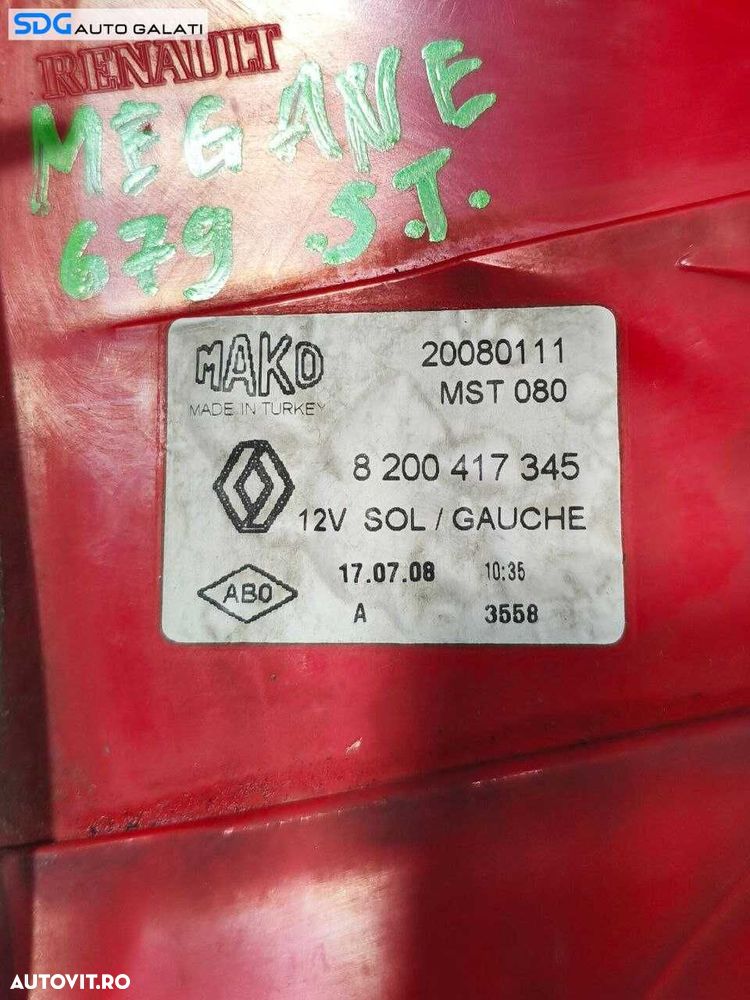 SDG AUTO GALATI
RENAULT
MEGANE
679 S.T.
MAKO
MADE IN TURKEY
20080111
MST 080
8 200 417 345
12V SOL / GAUCHE
17.07.08 10:35
ABO
A 3558
AUTOVIT.RO